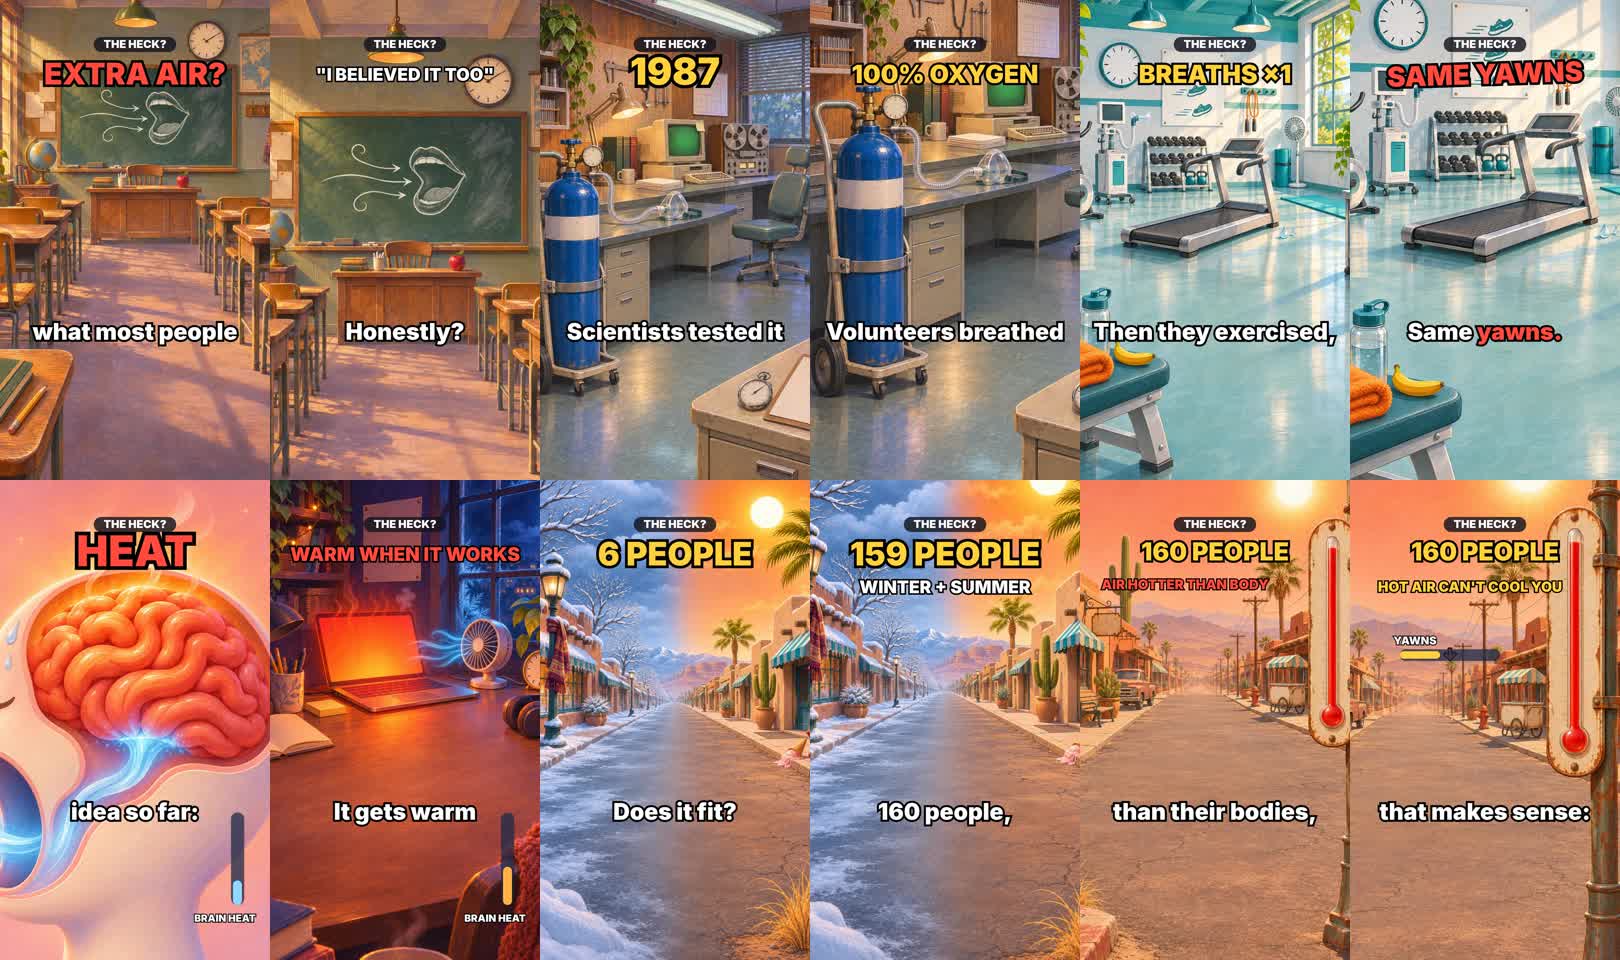 THE HECK?
EXTRA AIR?
what most people
THE HECK?
"I BELIEVED IT TOO"
Honestly?
THE HECK?
1987
Scientists tested it
THE HECK?
100% OXYGEN
Volunteers breathed
THE HECK?
BREATHS ×1
Then they exercised,
THE HECK?
SAME YAWNS
Same yawns.
THE HECK?
HEAT
idea so far:
BRAIN HEAT
THE HECK?
WARM WHEN IT WORKS
It gets warm
BRAIN HEAT
THE HECK?
6 PEOPLE
Does it fit?
THE HECK?
159 PEOPLE
WINTER + SUMMER
160 people,
THE HECK?
160 PEOPLE
AIR HOTTER THAN BODY
than their bodies,
THE HECK?
160 PEOPLE
HOT AIR CAN'T COOL YOU
YAWNS
that makes sense: